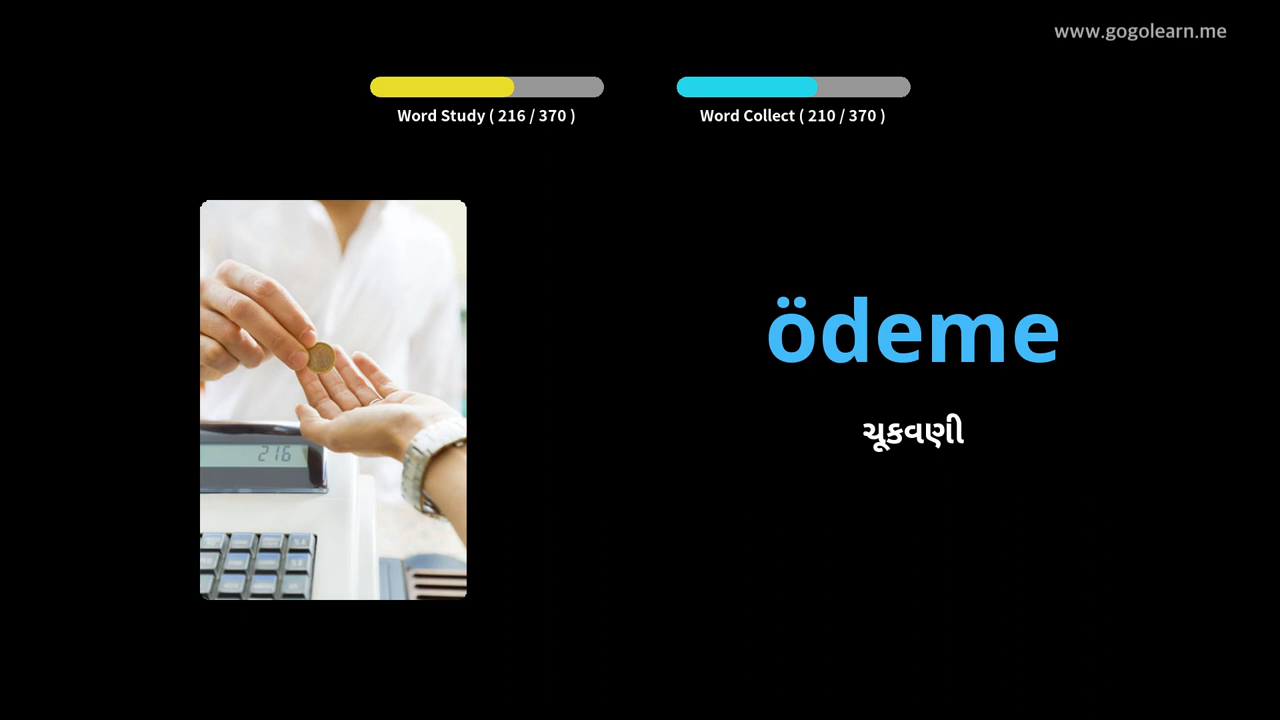 www.gogolearn.me
Word Study ( 216 / 370 )
Word Collect ( 210 / 370 )
ödeme
ચૂકવણી
216